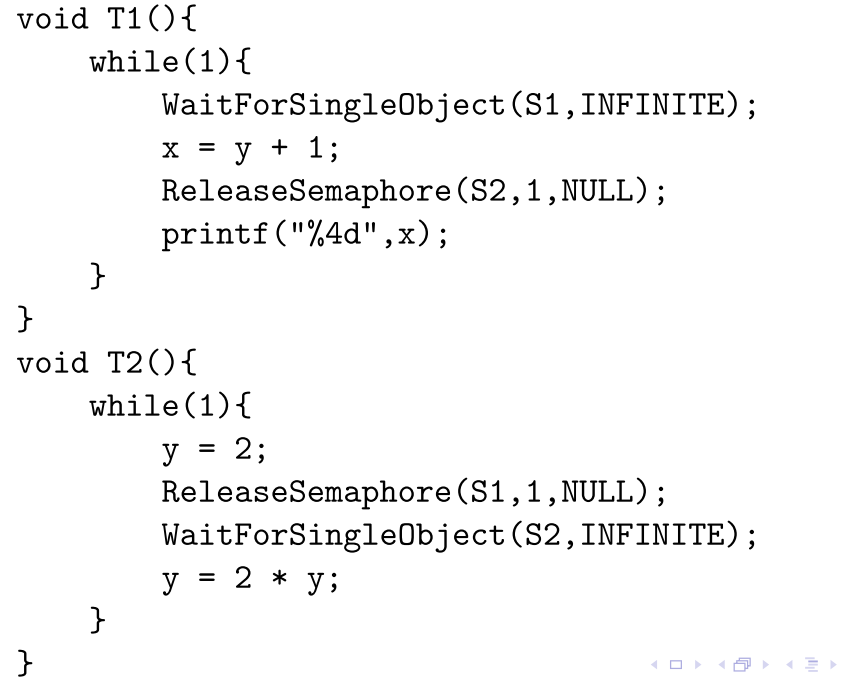 void T1(){
while(1){
WaitForSingleObject(S1,INFINITE);
x = y + 1;
ReleaseSemaphore(S2,1,NULL);
printf("%4d",x);
}
}
void T2(){
while(1){
y = 2;
ReleaseSemaphore(S1,1,NULL);
WaitForSingleObject(S2,INFINITE);
y = 2 * y;
}
}